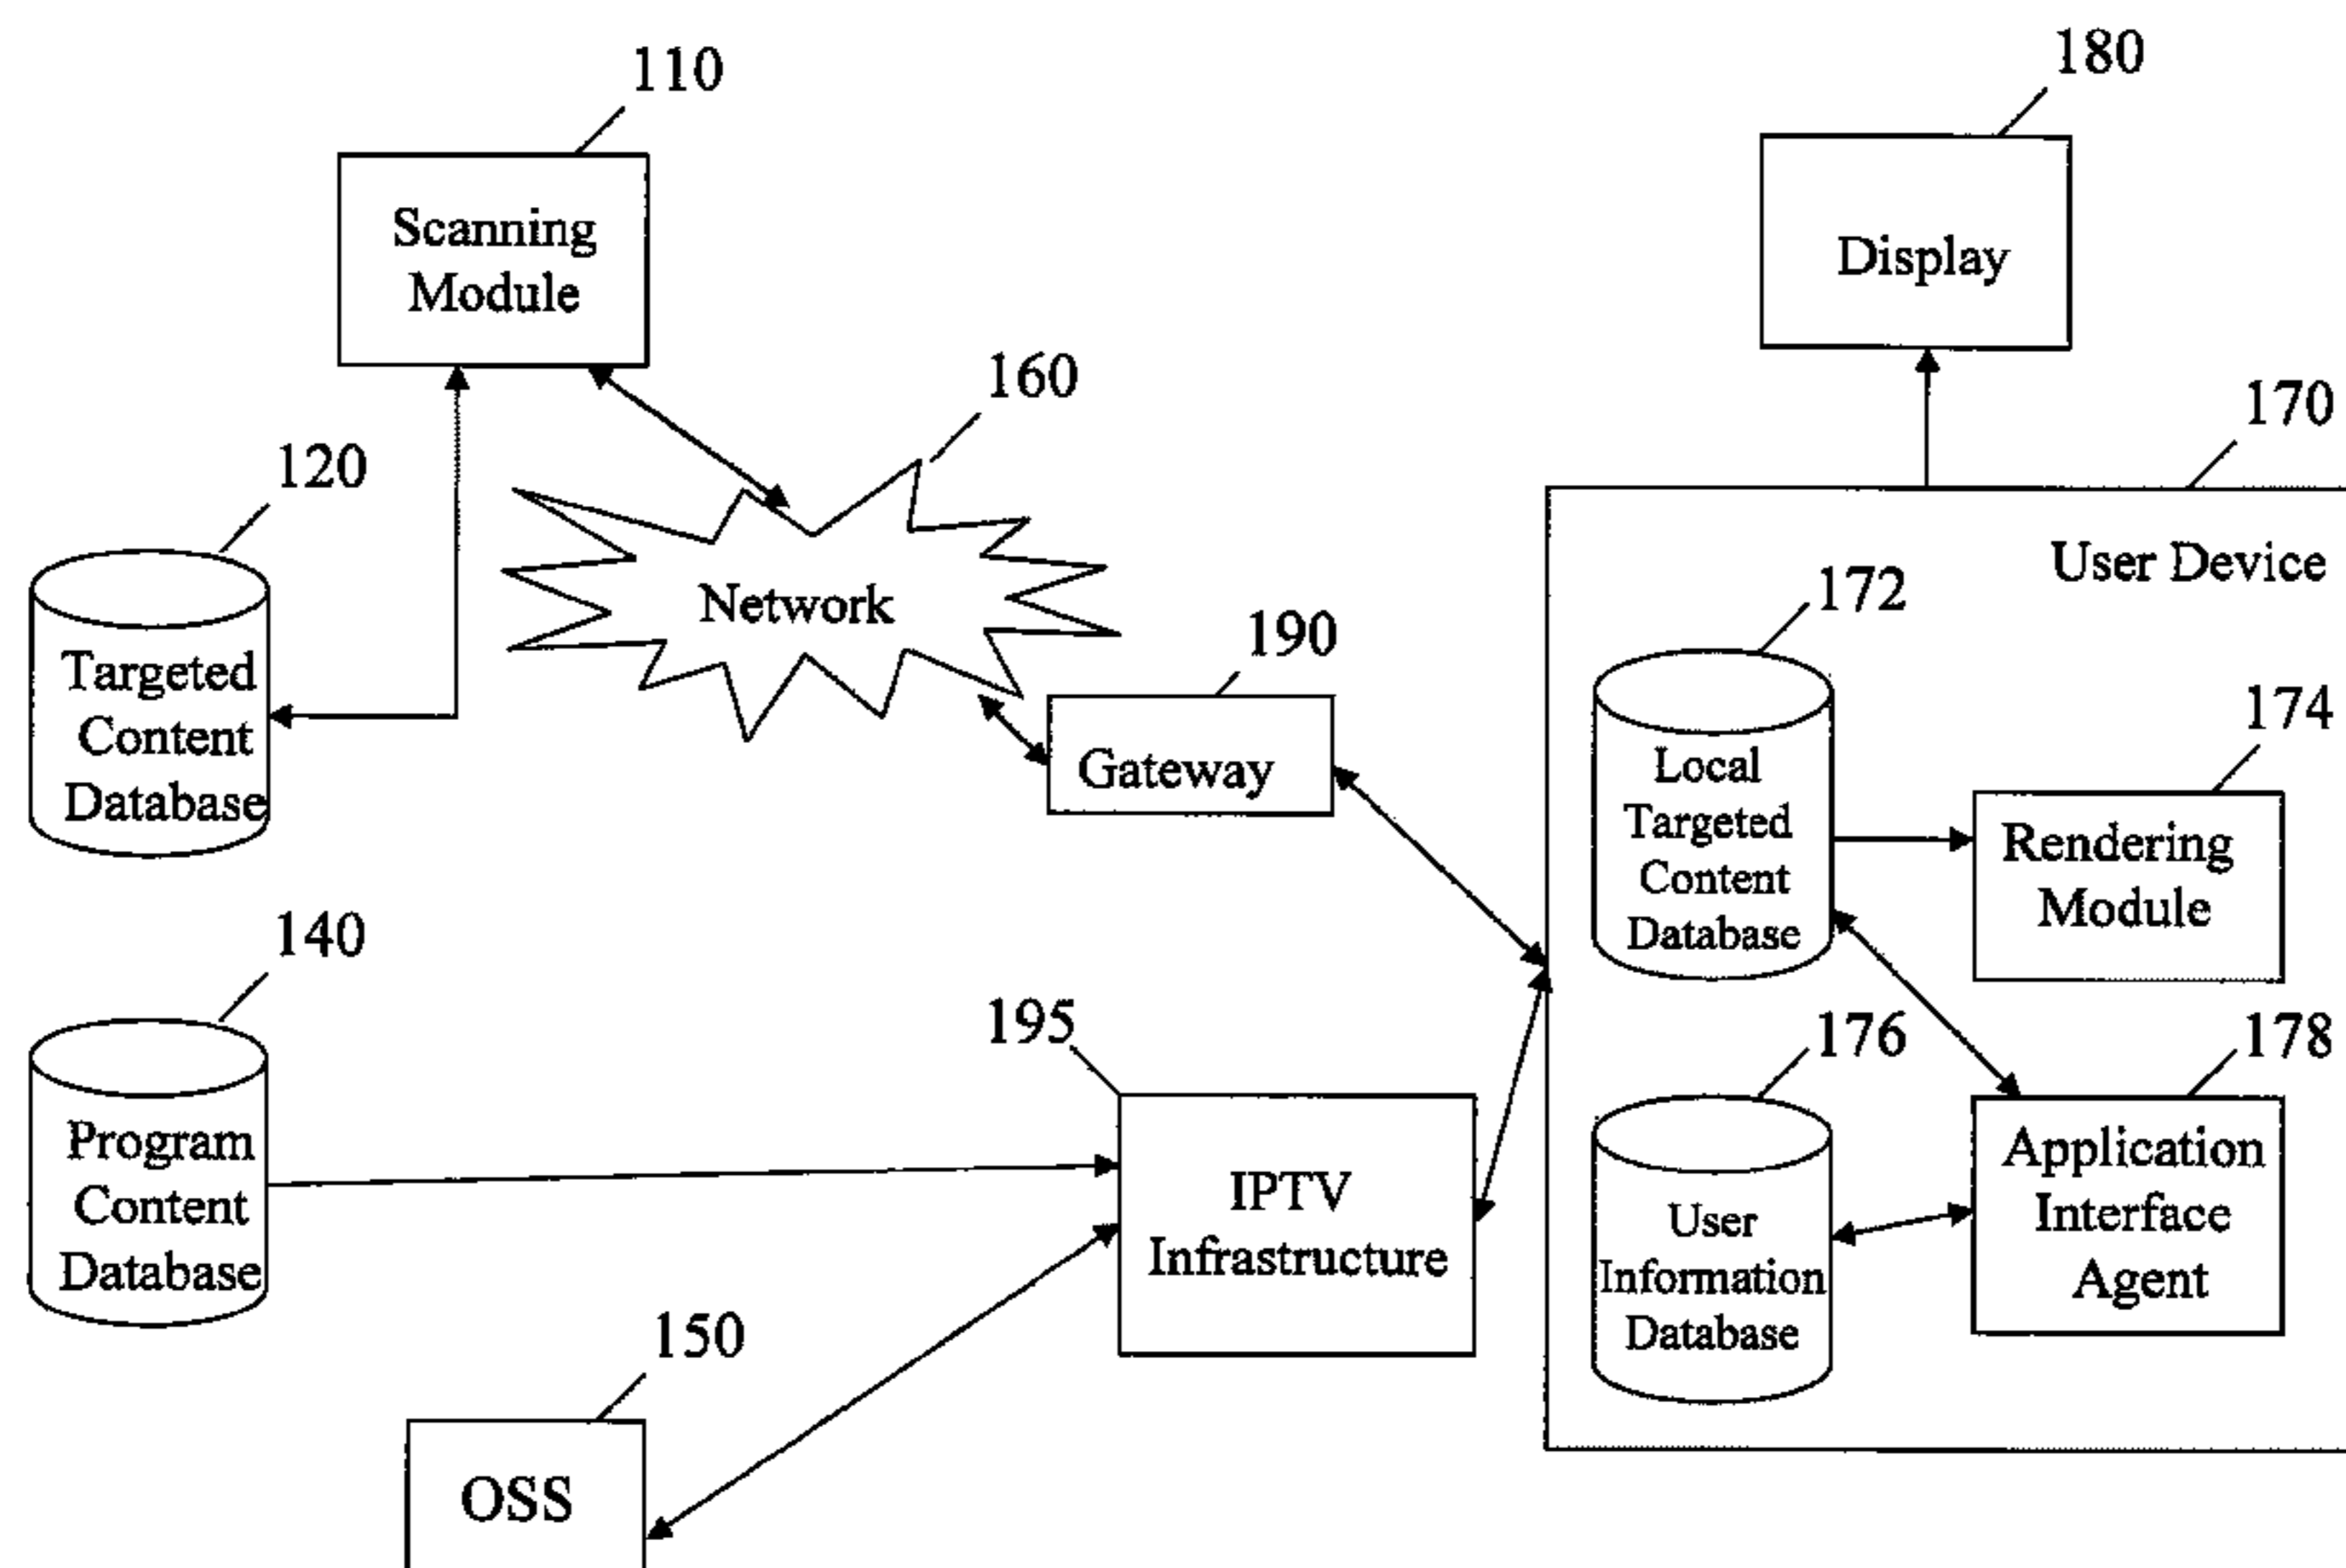 110
180
Scanning
Module
Display
160
170
120
Network
User Device
172
190
Targeted
Content
Database
Gateway
174
Local
Targeted
Content
Database
Rendering
Module
140
195
176
178
Program
Content
Database
IPTV
Infrastructure
User
Information
Database
Application
Interface
Agent
150
OSS